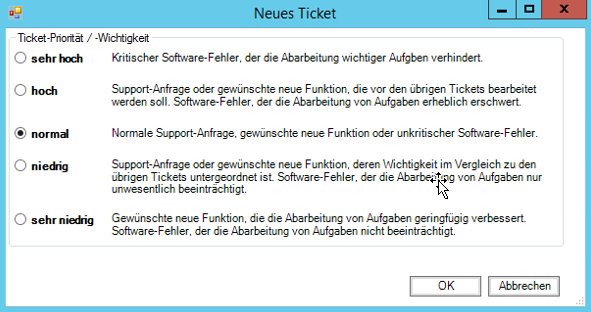 Neues Ticket
Ticket-Priorität / -Wichtigkeit
sehr hoch
Kritischer Software-Fehler, der die Abarbeitung wichtiger Aufgben verhindert.
hoch
Support-Anfrage oder gewünschte neue Funktion, die vor den übrigen Tickets bearbeitet
werden soll. Software-Fehler, der die Abarbeitung von Aufgaben erheblich erschwert.
normal
Normale Support-Anfrage, gewünschte neue Funktion oder unkritischer Software-Fehler.
niedrig
Support-Anfrage oder gewünschte neue Funktion, deren Wichtigkeit im Vergleich zu den
übrigen Tickets untergeordnet ist. Software-Fehler, der die Abarbeitung von Aufgaben nur
unwesentlich beeinträchtigt.
sehr niedrig
Gewünschte neue Funktion, die die Abarbeitung von Aufgaben geringfügig verbessert.
Software-Fehler, der die Abarbeitung von Aufgaben nicht beeinträchtigt.
OK
Abbrechen